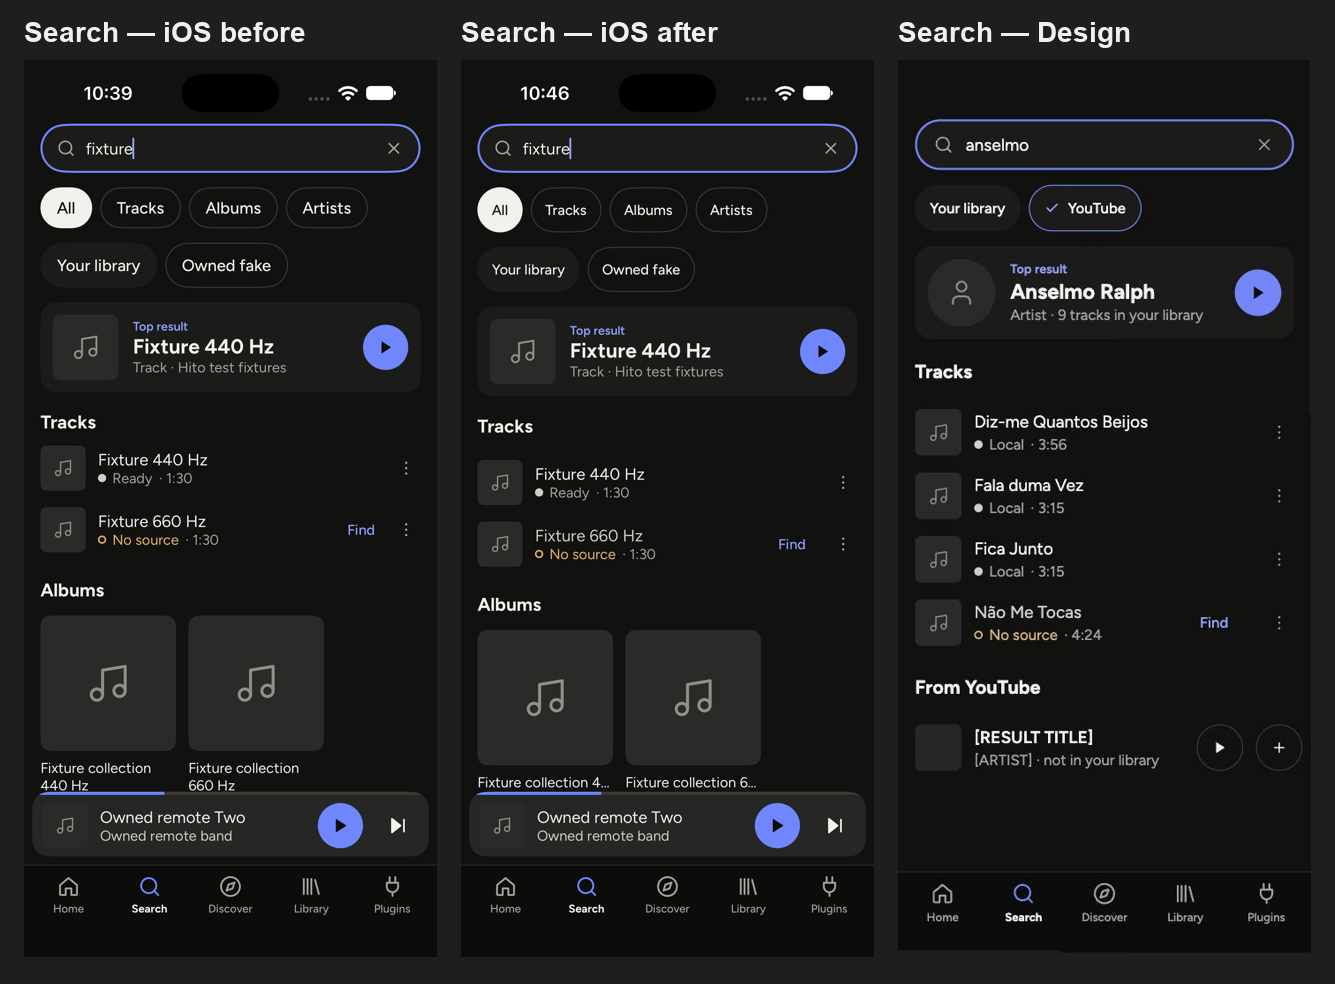 Search — iOS before
10:39
fixture
All
Tracks
Albums
Artists
Your library
Owned fake
Top result
Fixture 440 Hz
Track · Hito test fixtures
Tracks
Fixture 440 Hz
Ready · 1:30
Fixture 660 Hz
No source · 1:30
Find
Albums
Fixture collection
440 Hz
Fixture collection
660 Hz
Owned remote Two
Owned remote band
Home
Search
Discover
Library
Plugins
Search — iOS after
10:46
fixture
All
Tracks
Albums
Artists
Your library
Owned fake
Top result
Fixture 440 Hz
Track · Hito test fixtures
Tracks
Fixture 440 Hz
Ready · 1:30
Fixture 660 Hz
No source · 1:30
Find
Albums
Fixture collection 4...
Fixture collection 6...
Owned remote Two
Owned remote band
Home
Search
Discover
Library
Plugins
Search — Design
anselmo
Your library
YouTube
Top result
Anselmo Ralph
Artist · 9 tracks in your library
Tracks
Diz-me Quantos Beijos
Local · 3:56
Fala duma Vez
Local · 3:15
Fica Junto
Local · 3:15
Não Me Tocas
No source · 4:24
Find
From YouTube
[RESULT TITLE]
[ARTIST] · not in your library
Home
Search
Discover
Library
Plugins